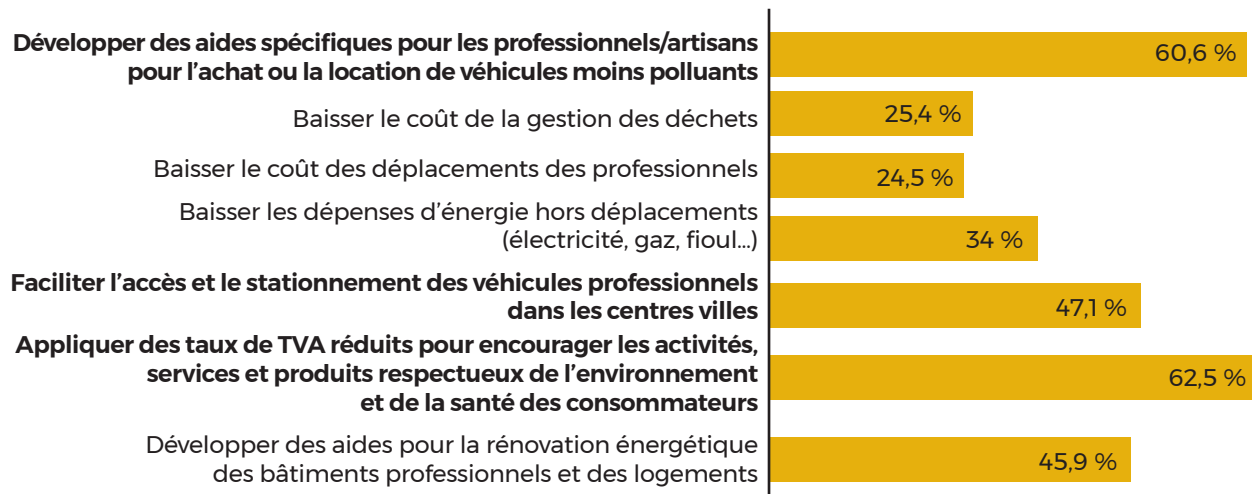 Développer des aides spécifiques pour les professionnels/artisans
pour l'achat ou la location de véhicules moins polluants
60,6 %
Baisser le coût de la gestion des déchets
25,4 %
Baisser le coût des déplacements des professionnels
24,5 %
Baisser les dépenses d'énergie hors déplacements
(électricité, gaz, fioul...)
34 %
Faciliter l'accès et le stationnement des véhicules professionnels
dans les centres villes
47,1 %
Appliquer des taux de TVA réduits pour encourager les activités,
services et produits respectueux de l'environnement
et de la santé des consommateurs
62,5 %
Développer des aides pour la rénovation énergétique
des bâtiments professionnels et des logements
45,9 %